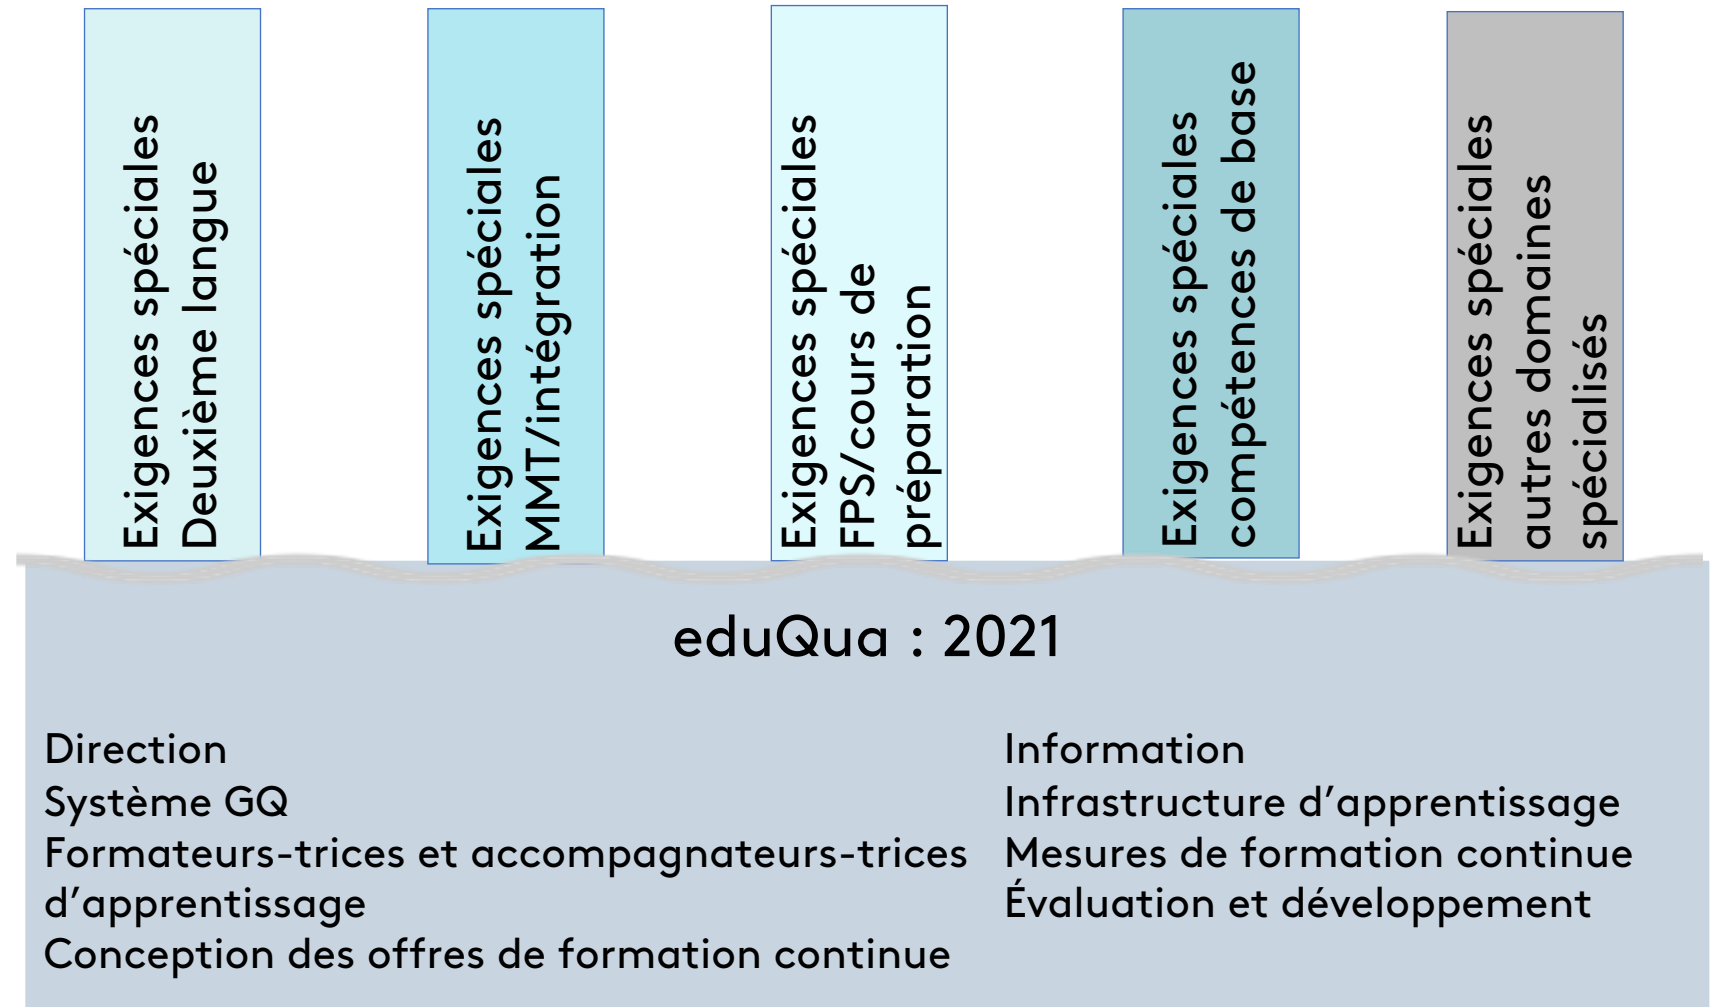 Exigences spéciales
Deuxième langue
Exigences spéciales
MMT/intégration
Exigences spéciales
FPS/cours de
préparation
Exigences spéciales
compétences de base
Exigences spéciales
autres domaines
spécialisés
eduQua : 2021
Direction
Système GQ
Formateurs-trices et accompagnateurs-trices
d’apprentissage
Conception des offres de formation continue
Information
Infrastructure d’apprentissage
Mesures de formation continue
Évaluation et développement